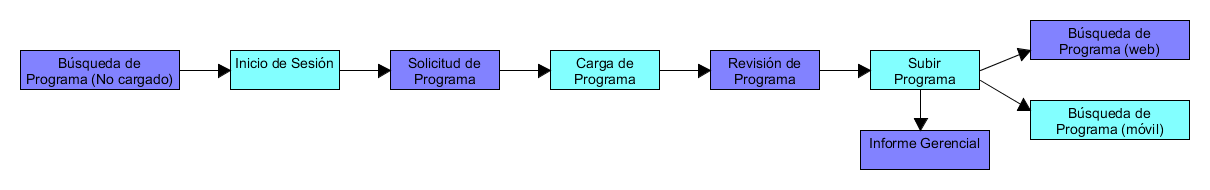 Búsqueda de
Programa (No cargado)
Inicio de Sesión
Solicitud de
Programa
Carga de
Programa
Revisión de
Programa
Subir
Programa
Búsqueda de
Programa (web)
Búsqueda de
Programa (móvil)
Informe Gerencial